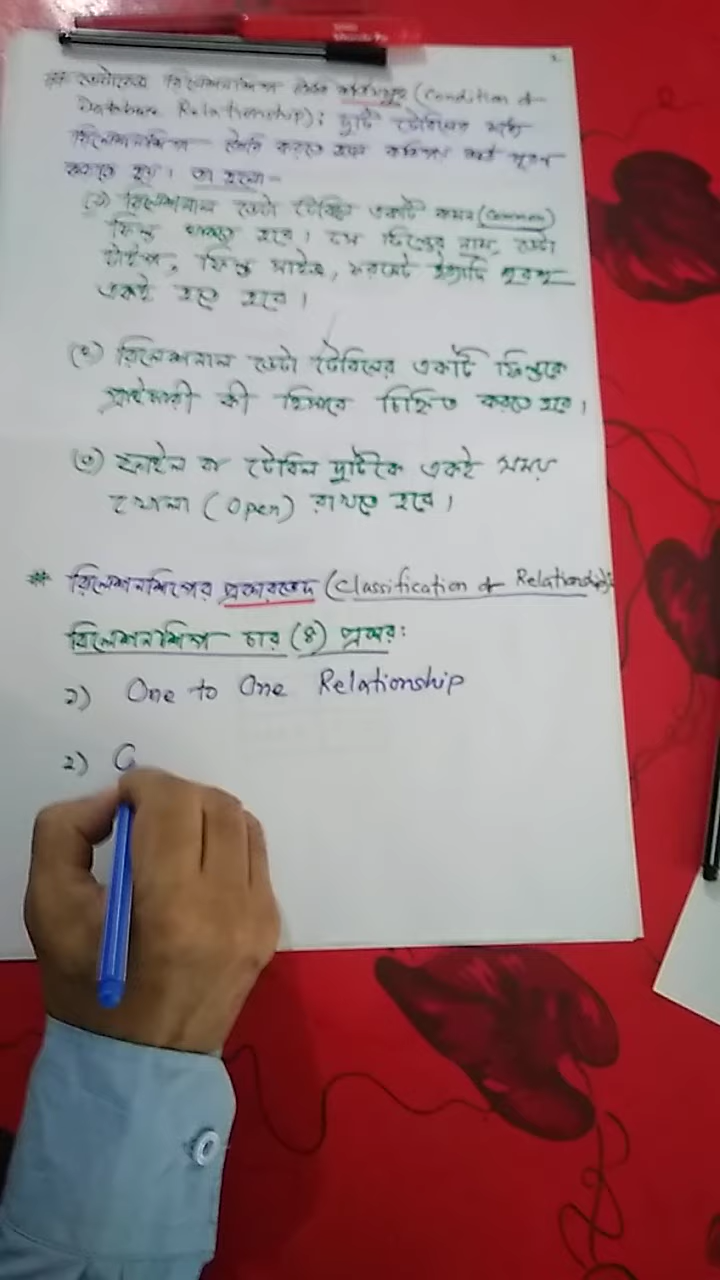 ** ডেটাবেজ রিলেশনশিপ তৈরির শর্তসমূহ (Condition of
Database Relationship): দুটি টেবিলের মধ্যে
রিলেশনশিপ তৈরি করতে হলে কতিপয় শর্ত পূরণ
করতে হয়। তা হলো-
(১) রিলেশনাল ডেটা টেবিলে একটি কমন (Common)
ফিল্ড থাকতে হবে। ফিল্ডের নাম, ডেটা
টাইপ, ফিল্ড সাইজ, ফরমেট ইত্যাদি হুবহু
একই হতে হবে।
(২) রিলেশনাল ডেটা টেবিলের একটি ফিল্ডকে
প্রাইমারী কী হিসাবে চিহ্নিত করতে হবে।
(৩) ফাইল বা টেবিল দুটিকে একই সময়
খোলা (Open) রাখতে হবে।
* রিলেশনশিপের প্রকারভেদ (Classification of Relationship):
রিলেশনশিপ চার (৪) প্রকার:
১) One to One Relationship
২) O